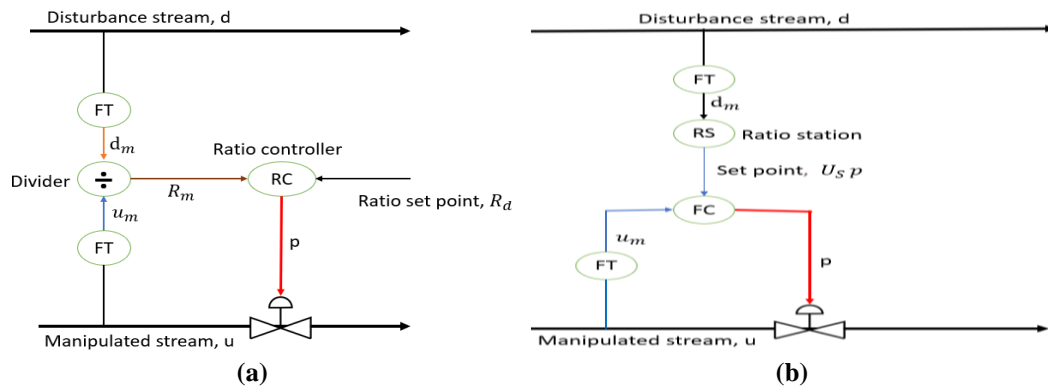 Disturbance stream, d
FT
d_m
Ratio controller
Divider
÷
R_m
RC
Ratio set point, R_d
u_m
FT
p
Manipulated stream, u
(a)
Disturbance stream, d
FT
d_m
RS
Ratio station
Set point, U_S p
FC
u_m
FT
p
Manipulated stream, u
(b)